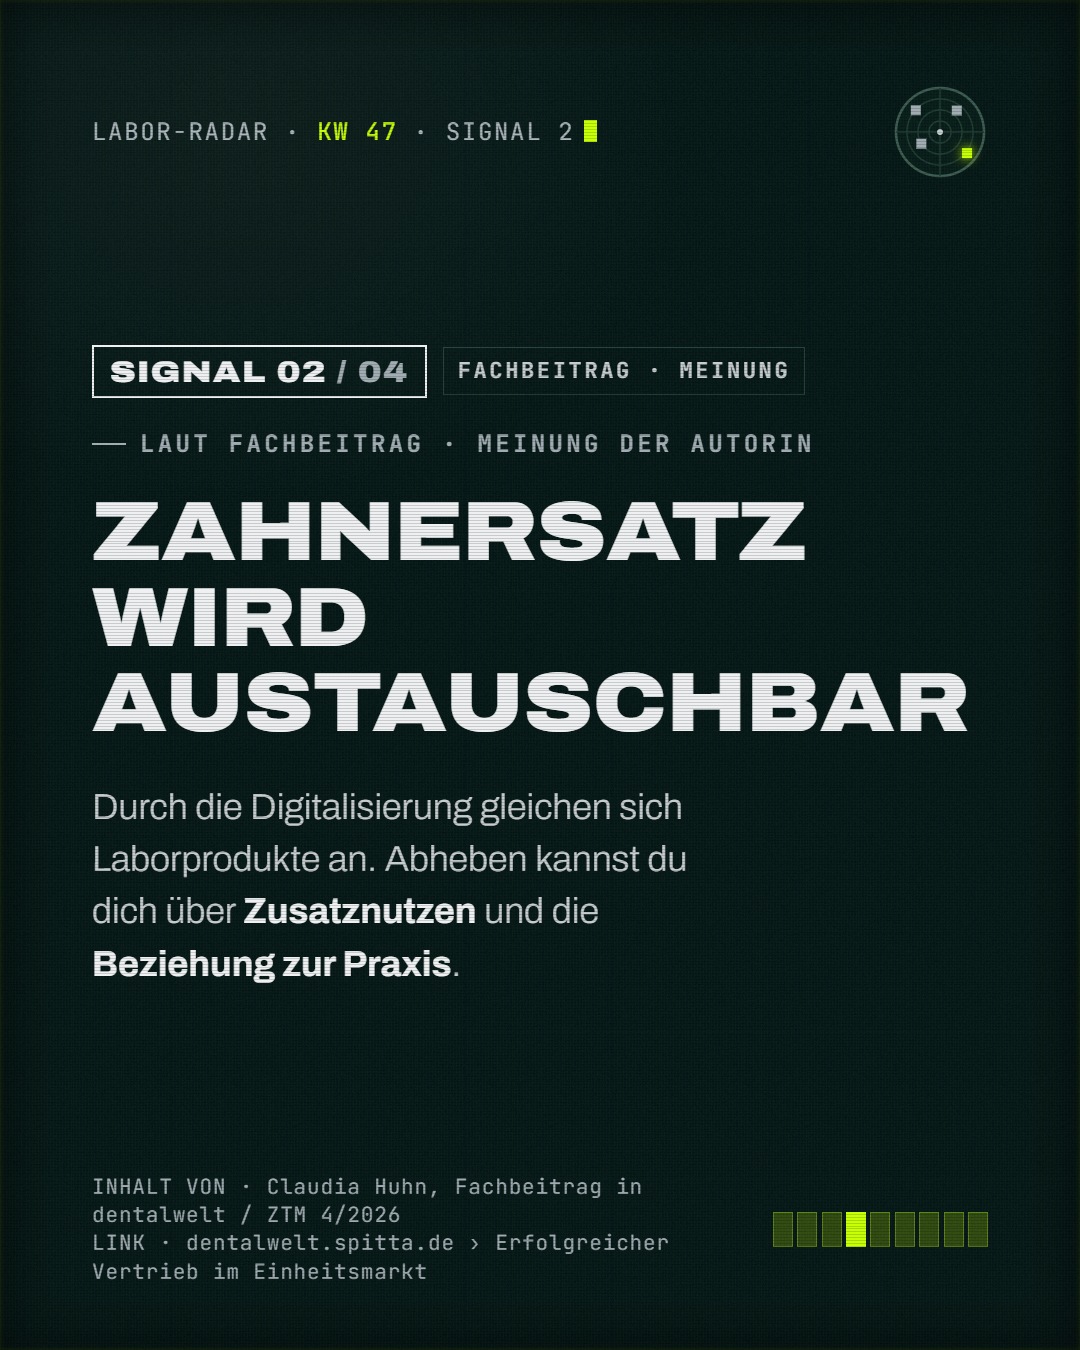 LABOR-RADAR · KW 47 · SIGNAL 2
SIGNAL 02 / 04
FACHBEITRAG · MEINUNG
LAUT FACHBEITRAG · MEINUNG DER AUTORIN
ZAHNERSATZ
WIRD
AUSTAUSCHBAR
Durch die Digitalisierung gleichen sich
Laborprodukte an. Abheben kannst du
dich über Zusatznutzen und die
Beziehung zur Praxis.
INHALT VON · Claudia Huhn, Fachbeitrag in
dentalwelt / ZTM 4/2026
LINK · dentalwelt.spitta.de › Erfolgreicher
Vertrieb im Einheitsmarkt